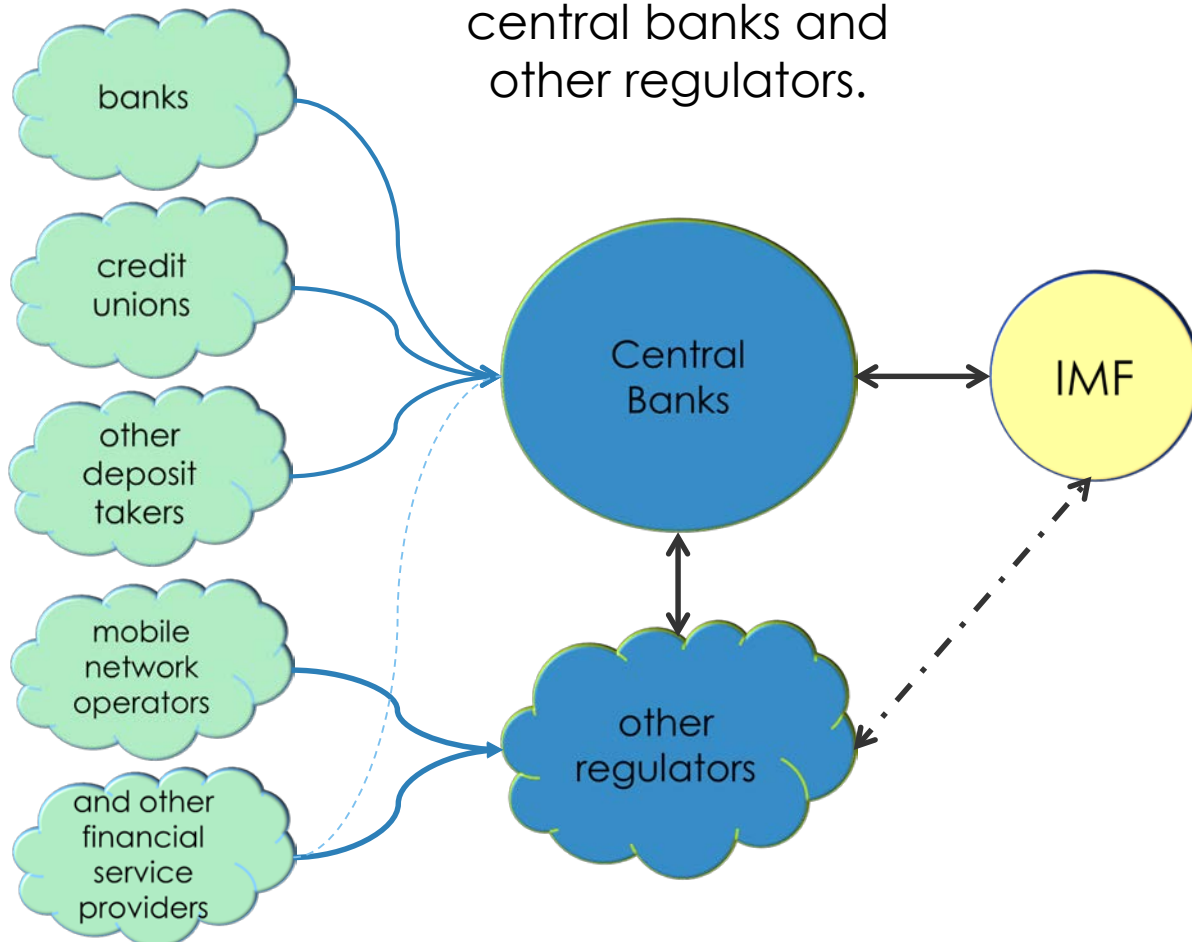 central banks and
other regulators.
banks
credit
unions
other
deposit
takers
mobile
network
operators
and other
financial
service
providers
Central
Banks
other
regulators
IMF